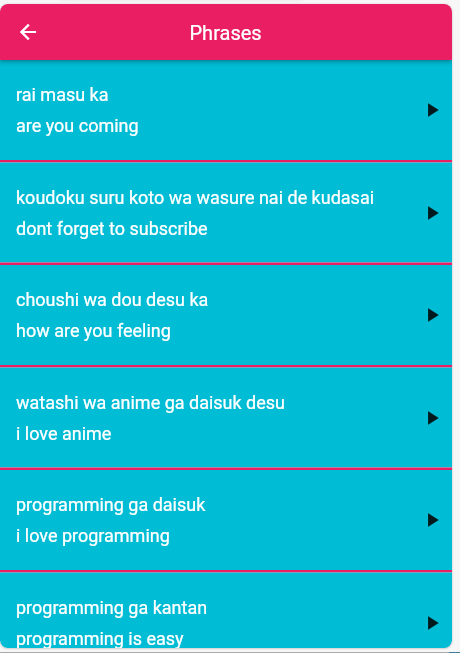 Phrases
rai masu ka
are you coming
koudoku suru koto wa wasure nai de kudasai
dont forget to subscribe
choushi wa dou desu ka
how are you feeling
watashi wa anime ga daisuk desu
i love anime
programming ga daisuk
i love programming
programming ga kantan
programming is easy